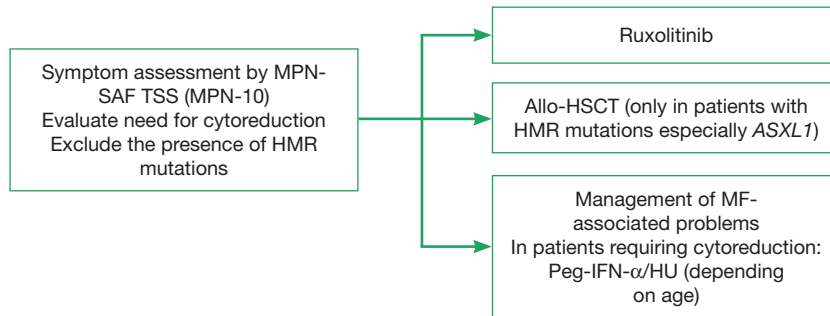 Symptom assessment by MPN-
SAF TSS (MPN-10)
Evaluate need for cytoreduction
Exclude the presence of HMR
mutations
Ruxolitinib
Allo-HSCT (only in patients with
HMR mutations especially ASXL1)
Management of MF-
associated problems
In patients requiring cytoreduction:
Peg-IFN-α/HU (depending
on age)